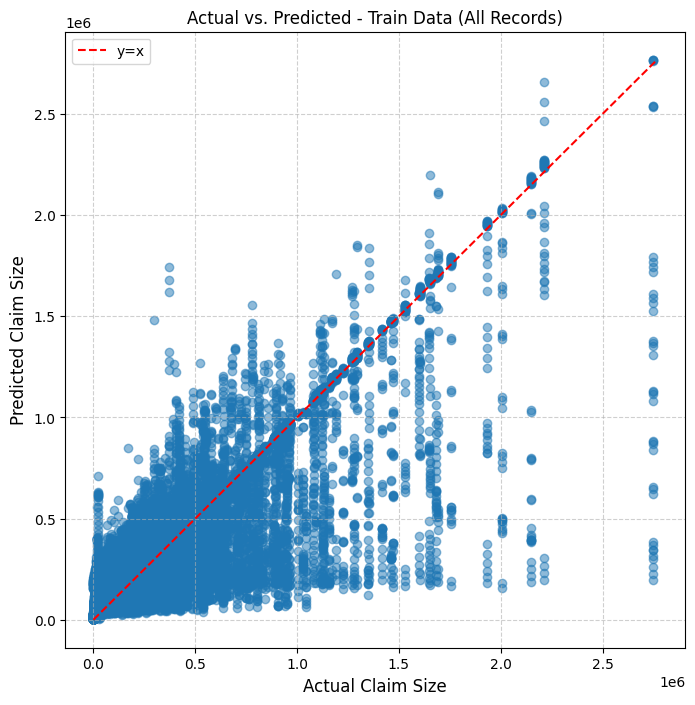 Actual vs. Predicted - Train Data (All Records)
1e6
y=x
2.5
2.0
1.5
1.0
0.5
0.0
Predicted Claim Size
0.0 0.5 1.0 1.5 2.0 2.5
1e6
Actual Claim Size